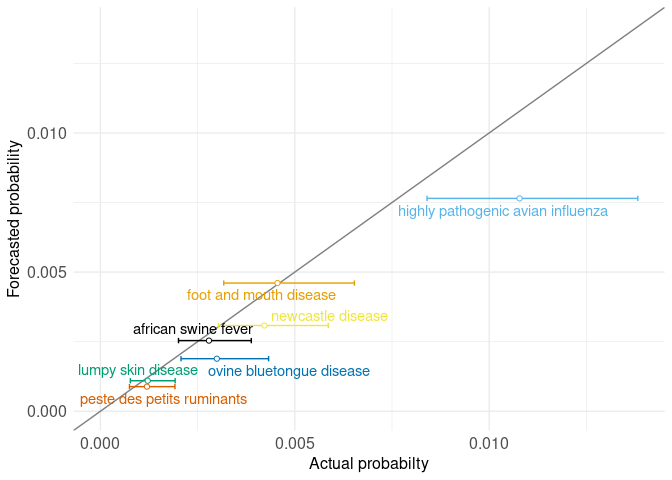 0.010
0.005
0.000
Forecasted probability
highly pathogenic avian influenza
foot and mouth disease
newcastle disease
african swine fever
lumpy skin disease
ovine bluetongue disease
peste des petits ruminants
0.000
0.005
0.010
Actual probabilty